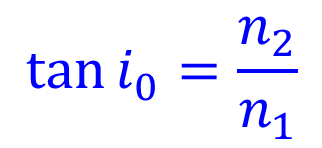 tan i₀ = n₂/n₁